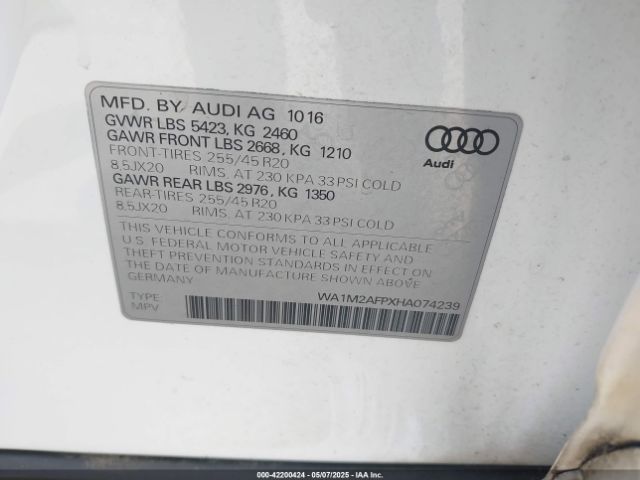 MFD. BY AUDI AG 10 16
GVWR LBS 5423, KG 2460
GAWR FRONT LBS 2668, KG 1210
FRONT-TIRES 255/45 R20
8.5JX20 RIMS, AT 230 KPA 33 PSI COLD
GAWR REAR LBS 2976, KG 1350
REAR-TIRES 255/45 R20
8.5JX20 RIMS, AT 230 KPA 33 PSI COLD
THIS VEHICLE CONFORMS TO ALL APPLICABLE
U.S. FEDERAL MOTOR VEHICLE SAFETY AND
THEFT PREVENTION STANDARDS IN EFFECT ON
THE DATE OF MANUFACTURE SHOWN ABOVE
GERMANY
TYPE:
MPV
WA1M2AFPXHA074239
Audi
000-42200424 - 05/07/2025 - IAA Inc.